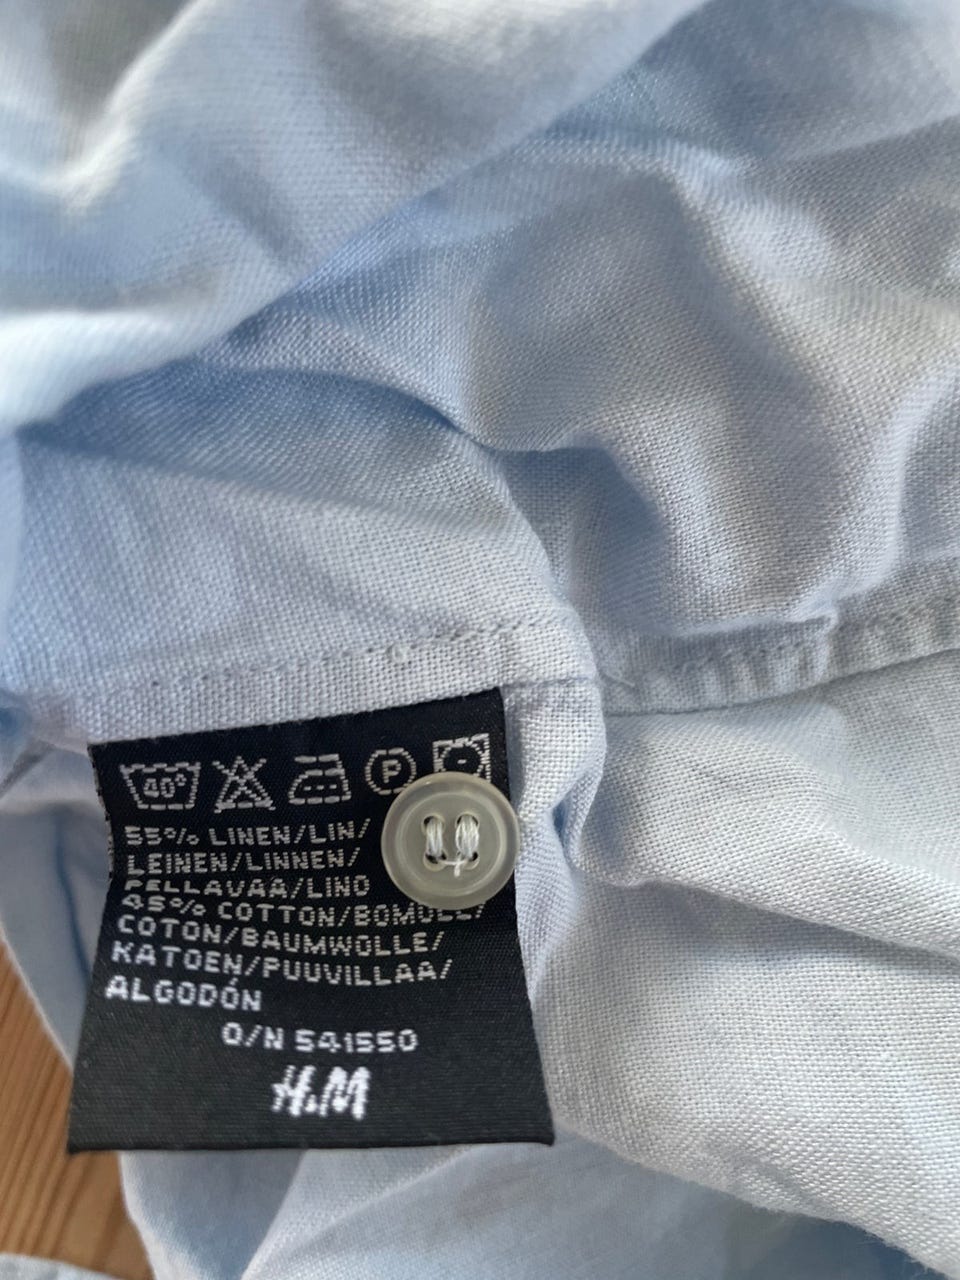 40° P
55% LINEN/LIN/
LEINEN/LINNEN/
PELLAVAA/LINO
45% COTTON/BOMULL/
COTON/BAUMWOLLE/
KATOEN/PUUVILLAA/
ALGODÓN
O/N 541550
H&M